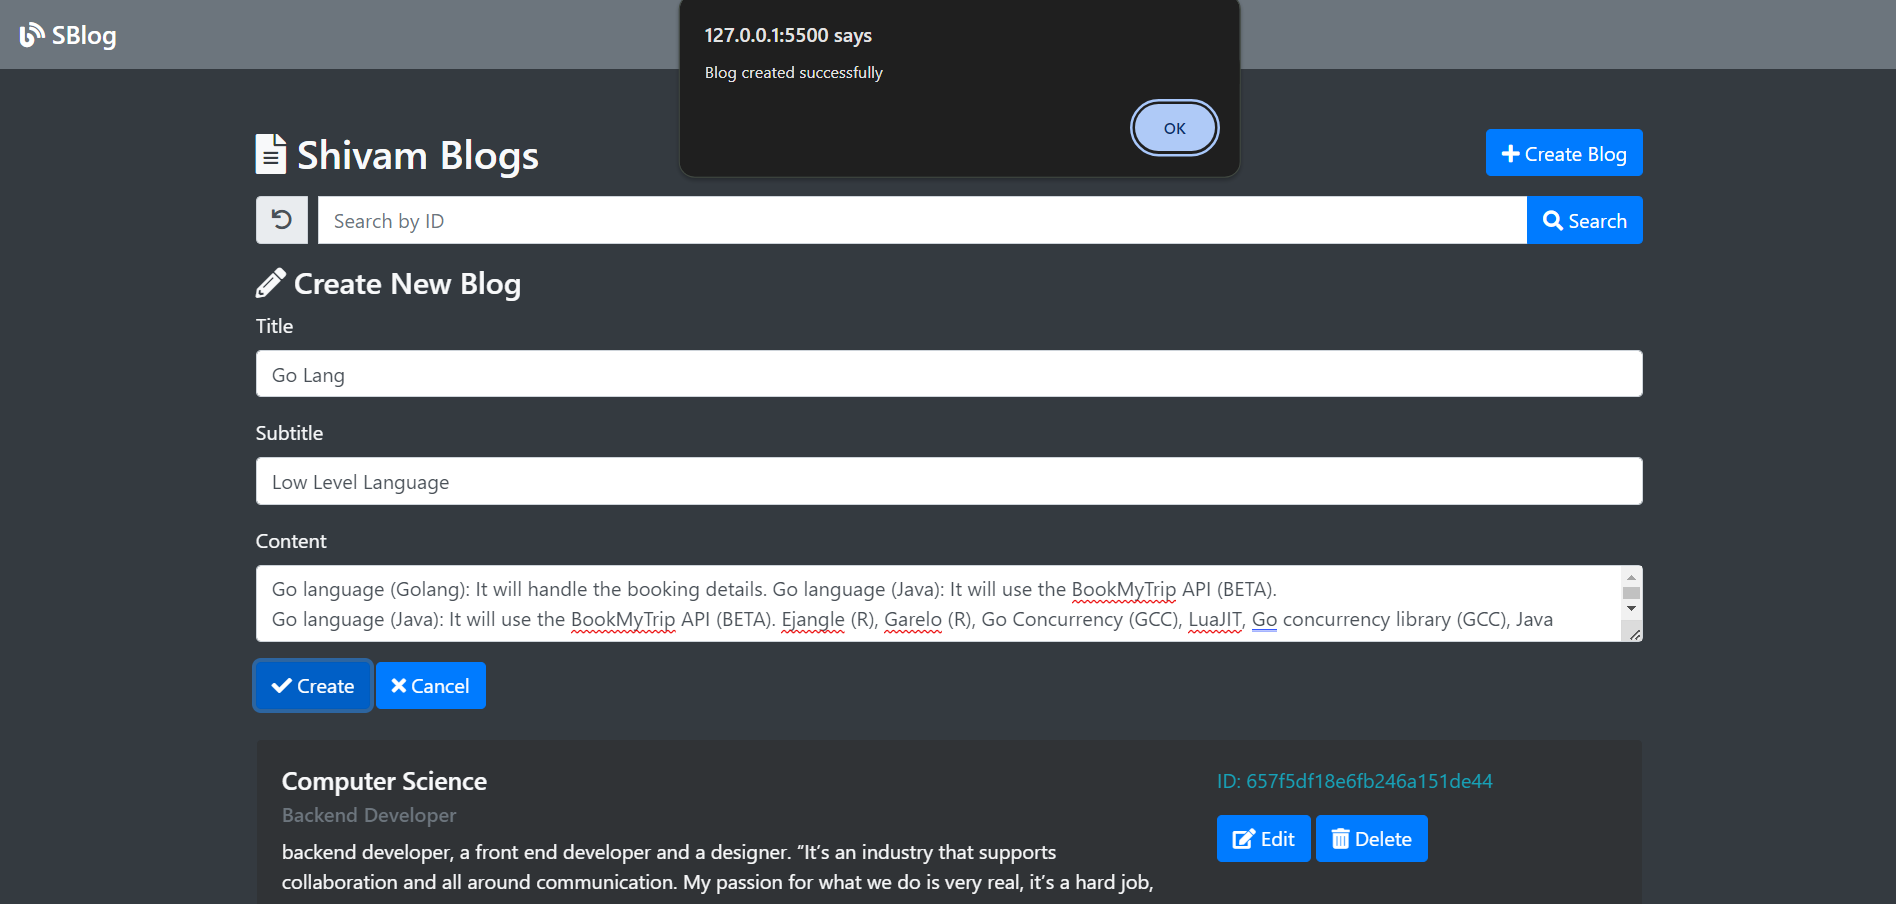 SBlog
127.0.0.1:5500 says
Blog created successfully
OK
Shivam Blogs
Create Blog
Search by ID
Search
Create New Blog
Title
Go Lang
Subtitle
Low Level Language
Content
Go language (Golang): It will handle the booking details. Go language (Java): It will use the BookMyTrip API (BETA).
Go language (Java): It will use the BookMyTrip API (BETA). Ejangle (R), Garelo (R), Go Concurrency (GCC), LuaJIT, Go concurrency library (GCC), Java
Create
Cancel
Computer Science
ID: 657f5df18e6fb246a151de44
Backend Developer
Edit
Delete
backend developer, a front end developer and a designer. “It’s an industry that supports
collaboration and all around communication. My passion for what we do is very real, it’s a hard job,